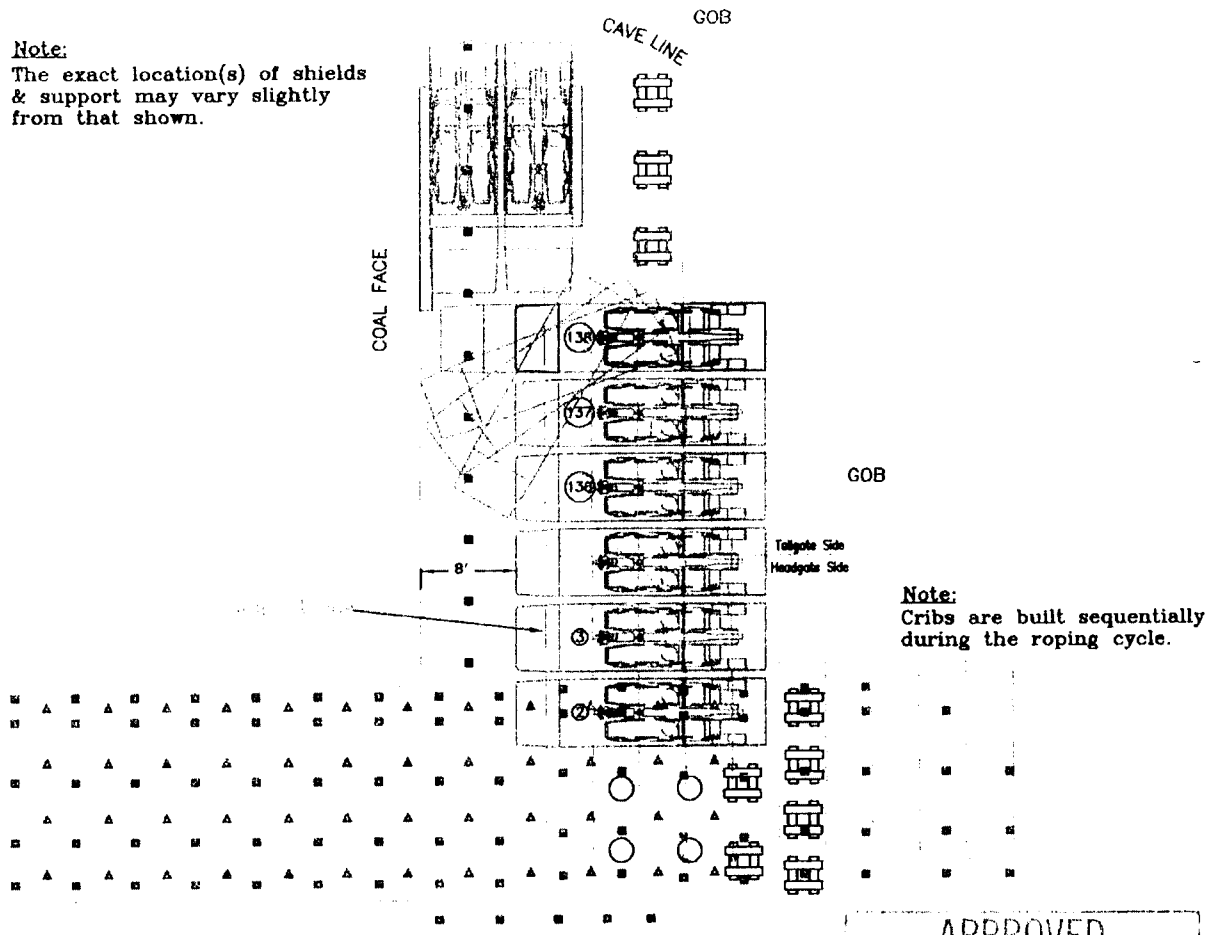 GOB
CAVE LINE
Note:
The exact location(s) of shields
& support may vary slightly
from that shown.
COAL FACE
138
137
136
GOB
Tailgate Side
Headgate Side
8'
Note:
Cribs are built sequentially
during the roping cycle.
3
2
APPROVED